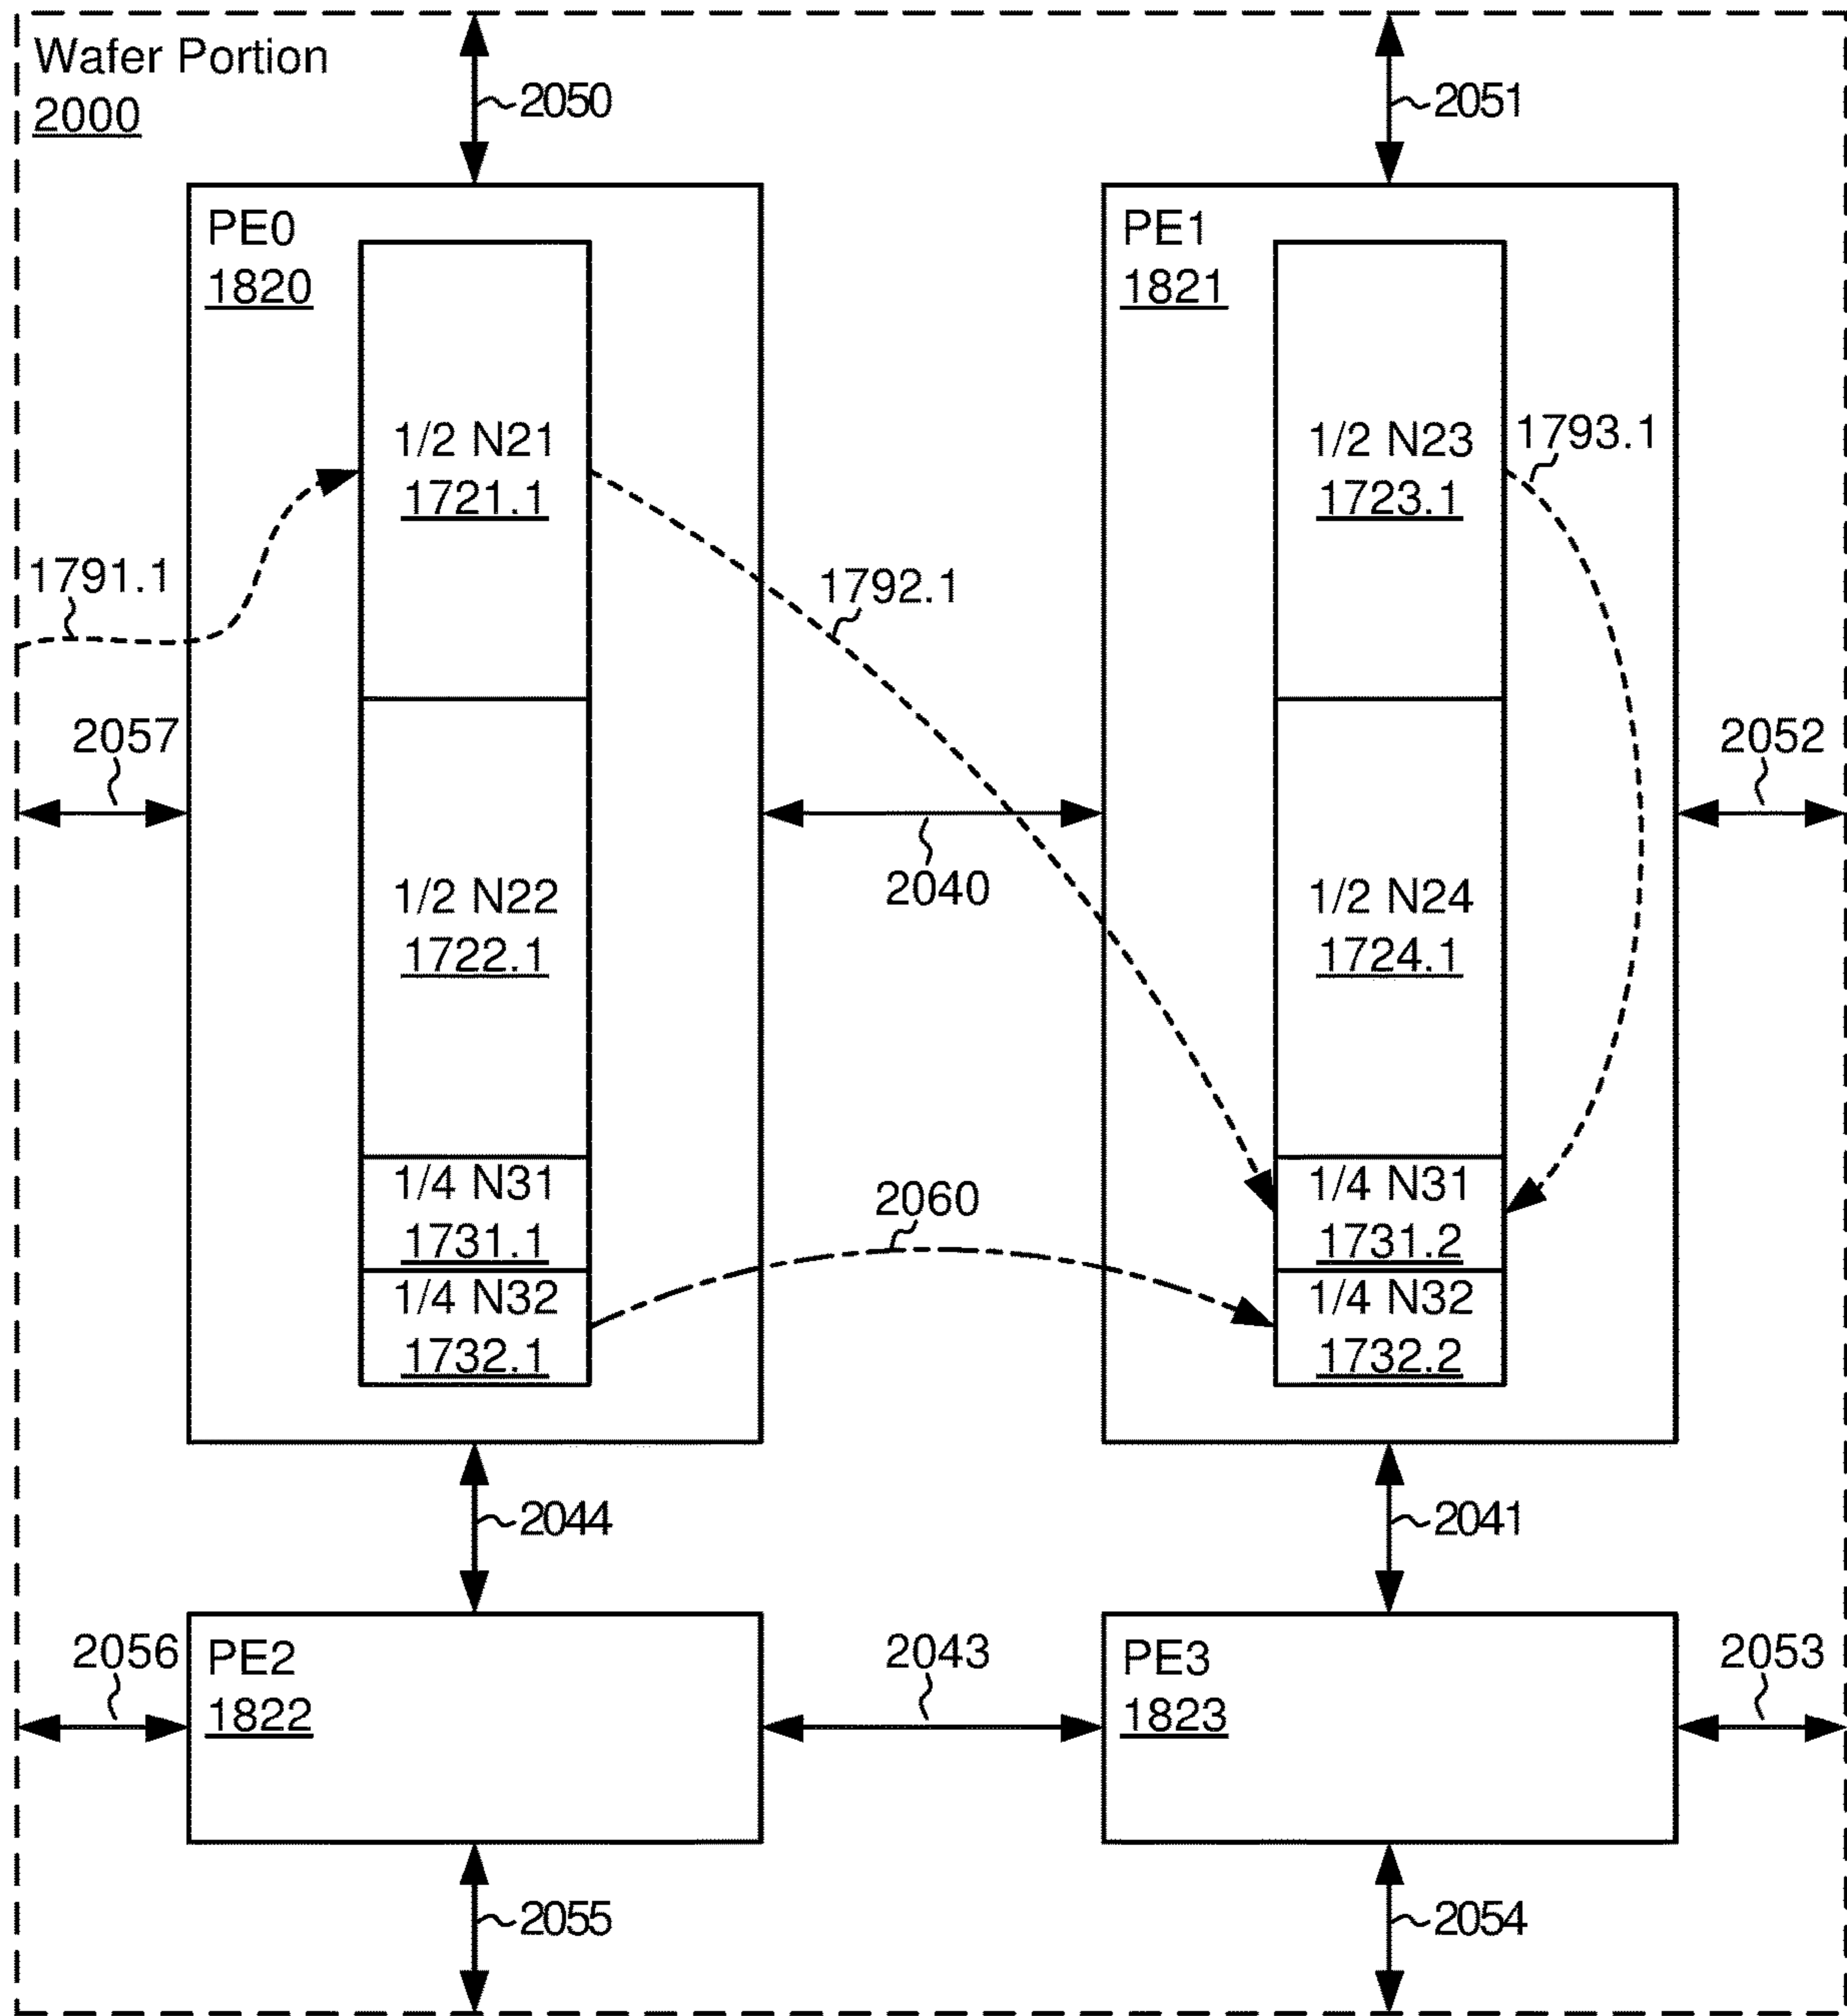 Wafer Portion
2000
2050
2051
PE0
1820
PE1
1821
1/2 N21
1721.1
1/2 N23
1723.1
1793.1
1791.1
1792.1
2057
2052
2040
1/2 N22
1722.1
1/2 N24
1724.1
1/4 N31
1731.1
2060
1/4 N31
1731.2
1/4 N32
1732.1
1/4 N32
1732.2
2044
2041
2056
PE2
1822
2043
PE3
1823
2053
2055
2054